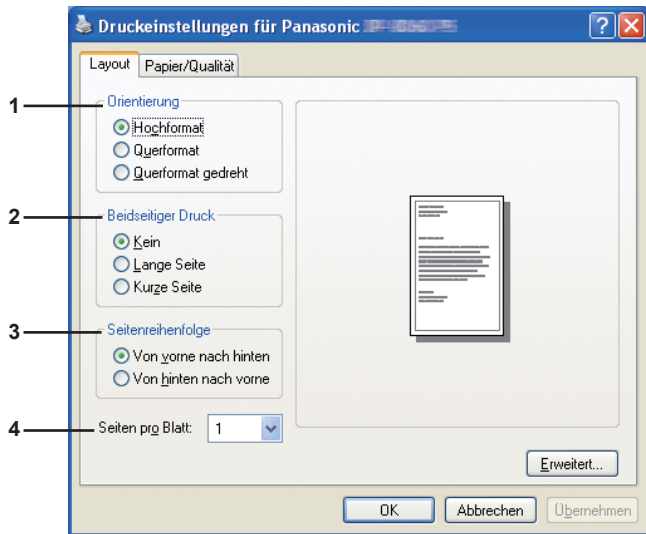 Druckeinstellungen für Panasonic
Layout
Papier/Qualität
1
Orientierung
Hochformat
Querformat
Querformat gedreht
2
Beidseitiger Druck
Kein
Lange Seite
Kurze Seite
3
Seitenreihenfolge
Von vorne nach hinten
Von hinten nach vorne
4
Seiten pro Blatt: 1
Erweitert...
OK
Abbrechen
Übernehmen